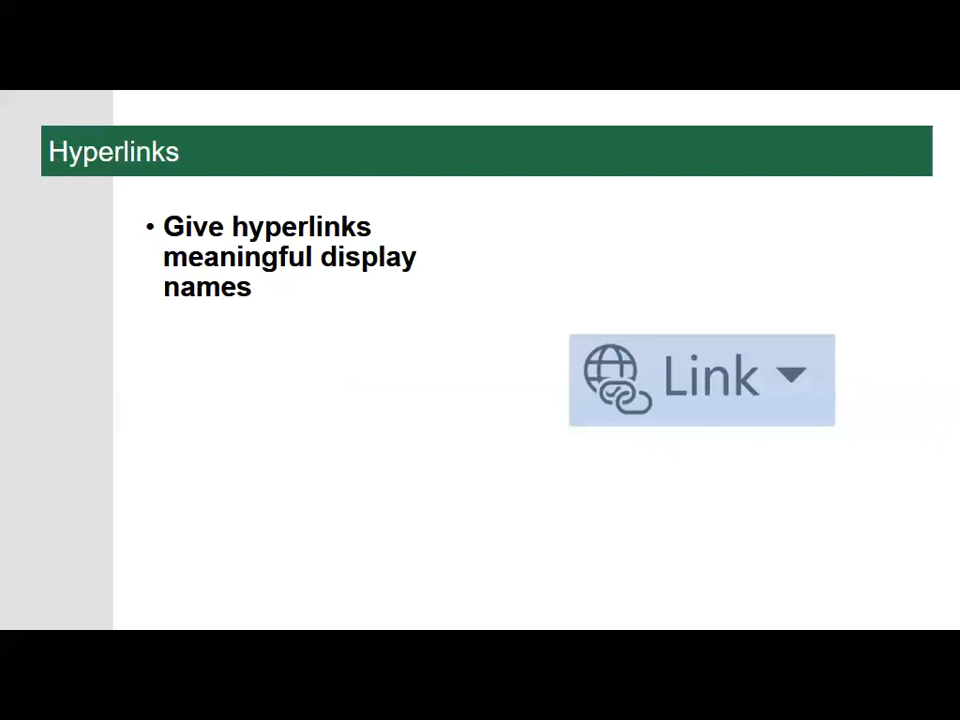 Hyperlinks
• Give hyperlinks
meaningful display
names
Link